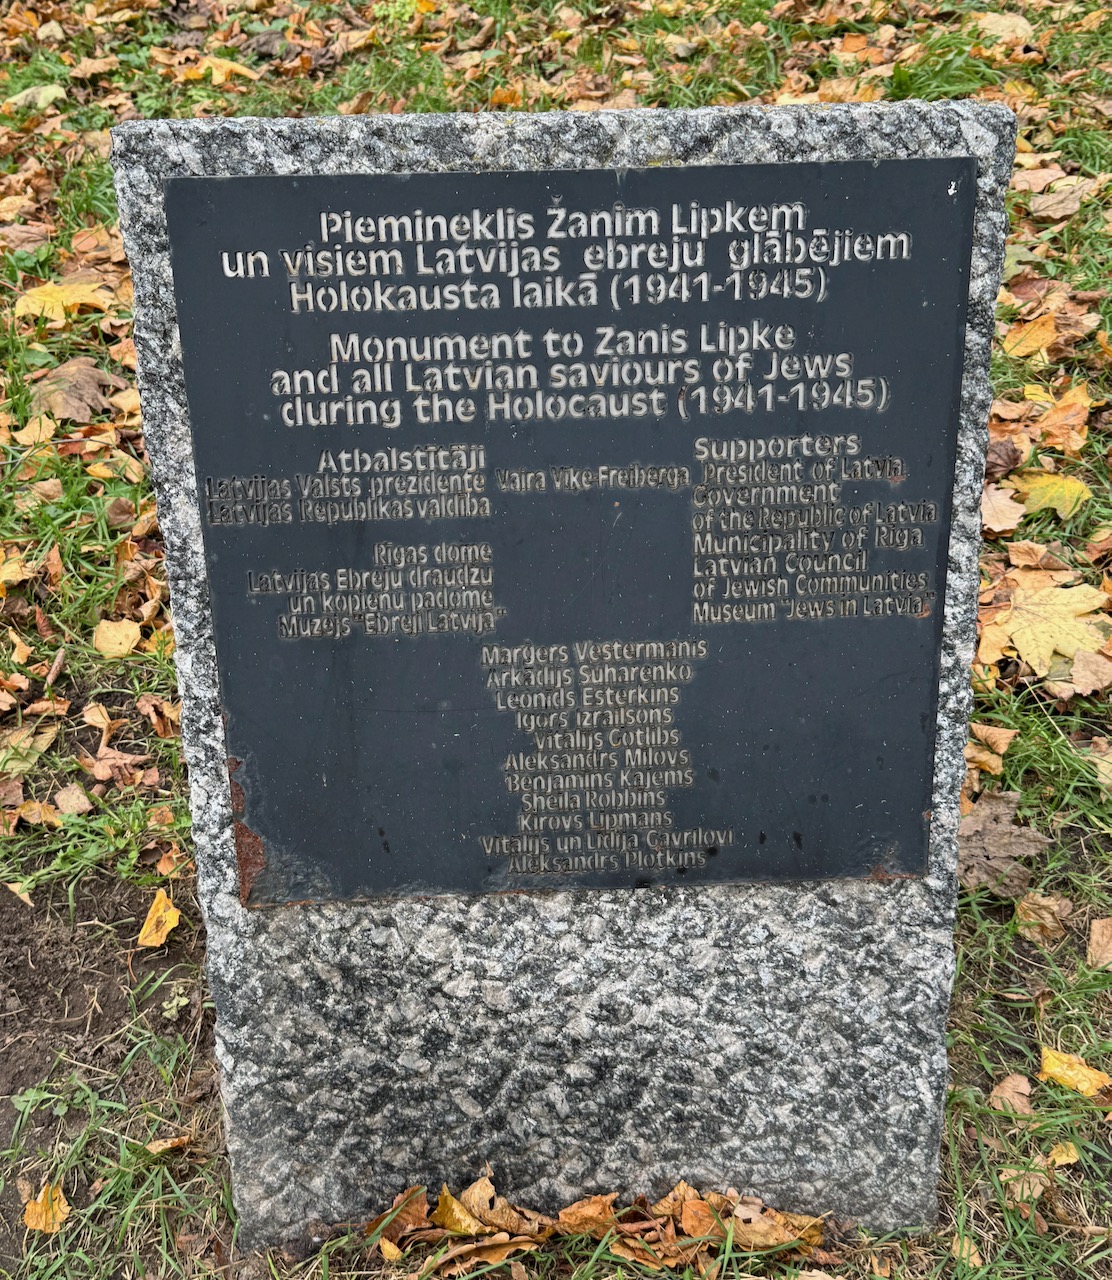 Piemineklis Žanim Lipkem
un visiem Latvijas ebreju glābējiem
Holokausta laikā (1941-1945)
Monument to Zanis Lipke
and all Latvian saviours of Jews
during the Holocaust (1941-1945)
Atbalstītāji
Latvijas Valsts prezidente
Latvijas Republikas valdība
Rīgas dome
Latvijas Ebreju draudžu
un kopienu padome
Muzejs "Ebreji Latvijā"
Vaira Vīķe-Freiberga
Supporters
President of Latvia
Government
of the Republic of Latvia
Municipality of Riga
Latvian Council
of Jewish Communities
Museum "Jews in Latvia"
Marģers Vestermanis
Arkādijs Suharenko
Leonīds Esterkins
Igors Izrailsons
Vitālijs Gotlibs
Aleksandrs Milovs
Benjamins Kajems
Sheila Robbins
Kirovs Lipmans
Vitālijs un Lidija Gavrilovi
Aleksandrs Plotkins